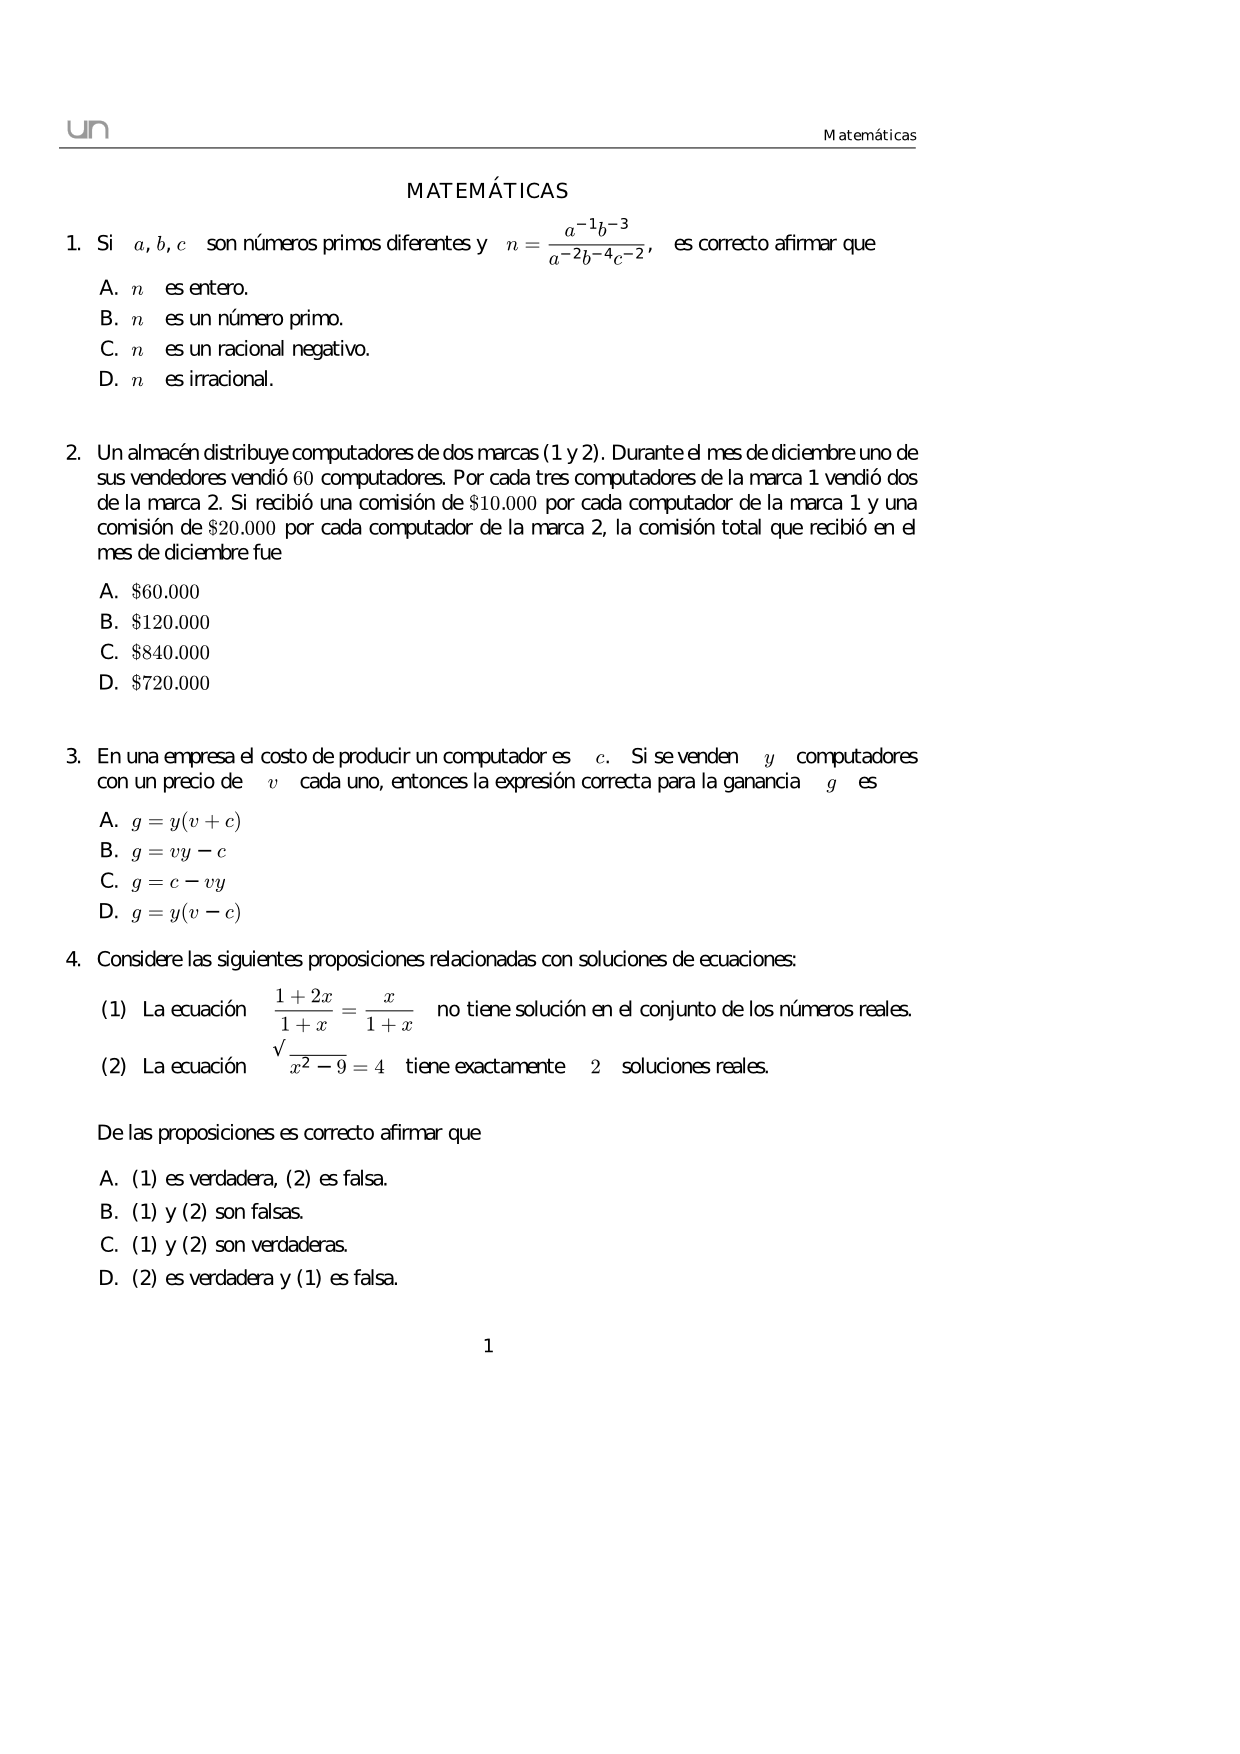 un
Matemáticas
MATEMÁTICAS
1. Si a, b, c son números primos diferentes y n = \frac{a^{−1}b^{−3}}{a^{−2}b^{−4}c^{−2}}, es correcto afirmar que
A. n es entero.
B. n es un número primo.
C. n es un racional negativo.
D. n es irracional.
2. Un almacén distribuye computadores de dos marcas (1 y 2). Durante el mes de diciembre uno de
sus vendedores vendió 60 computadores. Por cada tres computadores de la marca 1 vendió dos
de la marca 2. Si recibió una comisión de $10.000 por cada computador de la marca 1 y una
comisión de $20.000 por cada computador de la marca 2, la comisión total que recibió en el
mes de diciembre fue
A. $60.000
B. $120.000
C. $840.000
D. $720.000
3. En una empresa el costo de producir un computador es c. Si se venden y computadores
con un precio de v cada uno, entonces la expresión correcta para la ganancia g es
A. g = y(v + c)
B. g = vy − c
C. g = c − vy
D. g = y(v − c)
4. Considere las siguientes proposiciones relacionadas con soluciones de ecuaciones:
(1) La ecuación \frac{1 + 2x}{1 + x} = \frac{x}{1 + x} no tiene solución en el conjunto de los números reales.
(2) La ecuación \sqrt{x^2 − 9} = 4 tiene exactamente 2 soluciones reales.
De las proposiciones es correcto afirmar que
A. (1) es verdadera, (2) es falsa.
B. (1) y (2) son falsas.
C. (1) y (2) son verdaderas.
D. (2) es verdadera y (1) es falsa.
1